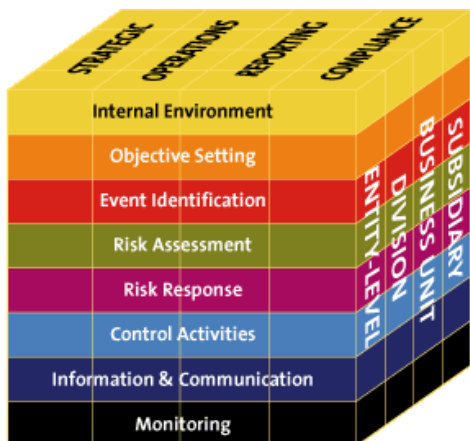 STRATEGIC
OPERATIONS
REPORTING
COMPLIANCE
Internal Environment
Objective Setting
Event Identification
Risk Assessment
Risk Response
Control Activities
Information & Communication
Monitoring
ENTITY-LEVEL
DIVISION
BUSINESS UNIT
SUBSIDIARY